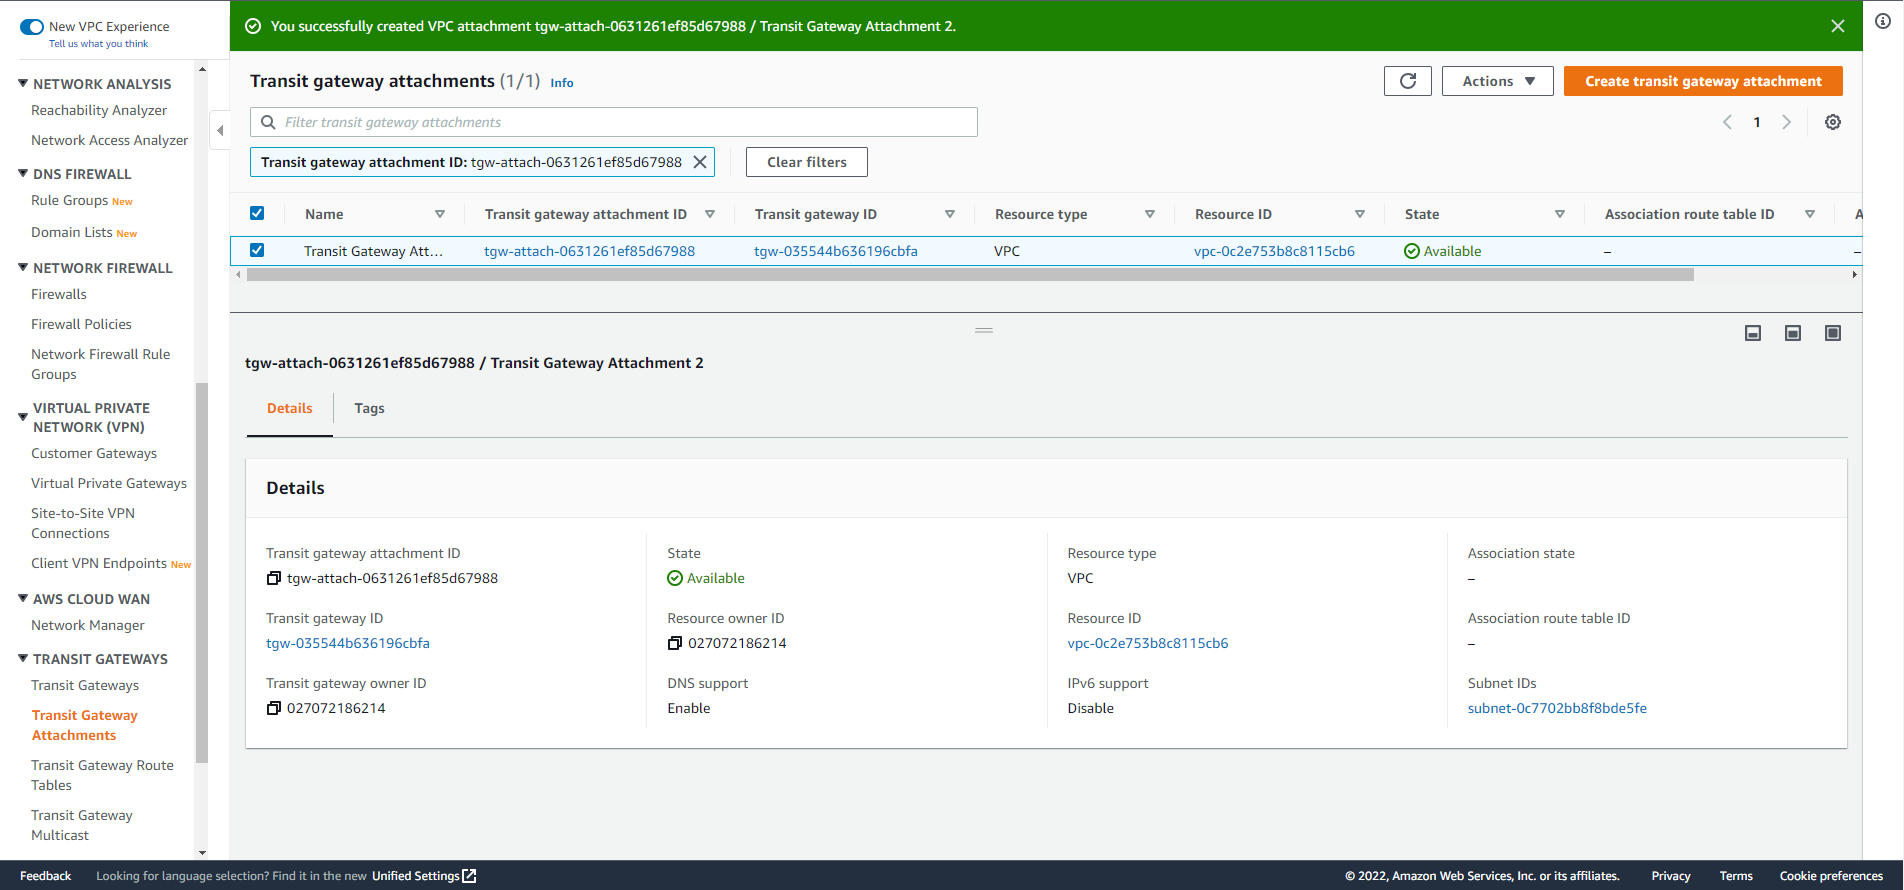 New VPC Experience
Tell us what you think
NETWORK ANALYSIS
Reachability Analyzer
Network Access Analyzer
DNS FIREWALL
Rule Groups New
Domain Lists New
NETWORK FIREWALL
Firewalls
Firewall Policies
Network Firewall Rule
Groups
VIRTUAL PRIVATE
NETWORK (VPN)
Customer Gateways
Virtual Private Gateways
Site-to-Site VPN
Connections
Client VPN Endpoints New
AWS CLOUD WAN
Network Manager
TRANSIT GATEWAYS
Transit Gateways
Transit Gateway
Attachments
Transit Gateway Route
Tables
Transit Gateway
Multicast
You successfully created VPC attachment tgw-attach-0631261ef85d67988 / Transit Gateway Attachment 2.
Transit gateway attachments (1/1) Info
Actions
Create transit gateway attachment
Filter transit gateway attachments
1
Transit gateway attachment ID: tgw-attach-0631261ef85d67988
Clear filters
Name Transit gateway attachment ID Transit gateway ID Resource type Resource ID State Association route table ID A
Transit Gateway Att... tgw-attach-0631261ef85d67988 tgw-035544b636196cbfa VPC vpc-0c2e753b8c8115cb6 Available – –
tgw-attach-0631261ef85d67988 / Transit Gateway Attachment 2
Details Tags
Details
Transit gateway attachment ID
tgw-attach-0631261ef85d67988
Transit gateway ID
tgw-035544b636196cbfa
Transit gateway owner ID
027072186214
State
Available
Resource owner ID
027072186214
DNS support
Enable
Resource type
VPC
Resource ID
vpc-0c2e753b8c8115cb6
IPv6 support
Disable
Association state
–
Association route table ID
–
Subnet IDs
subnet-0c7702bb8f8bde5fe
Feedback Looking for language selection? Find it in the new Unified Settings
© 2022, Amazon Web Services, Inc. or its affiliates. Privacy Terms Cookie preferences